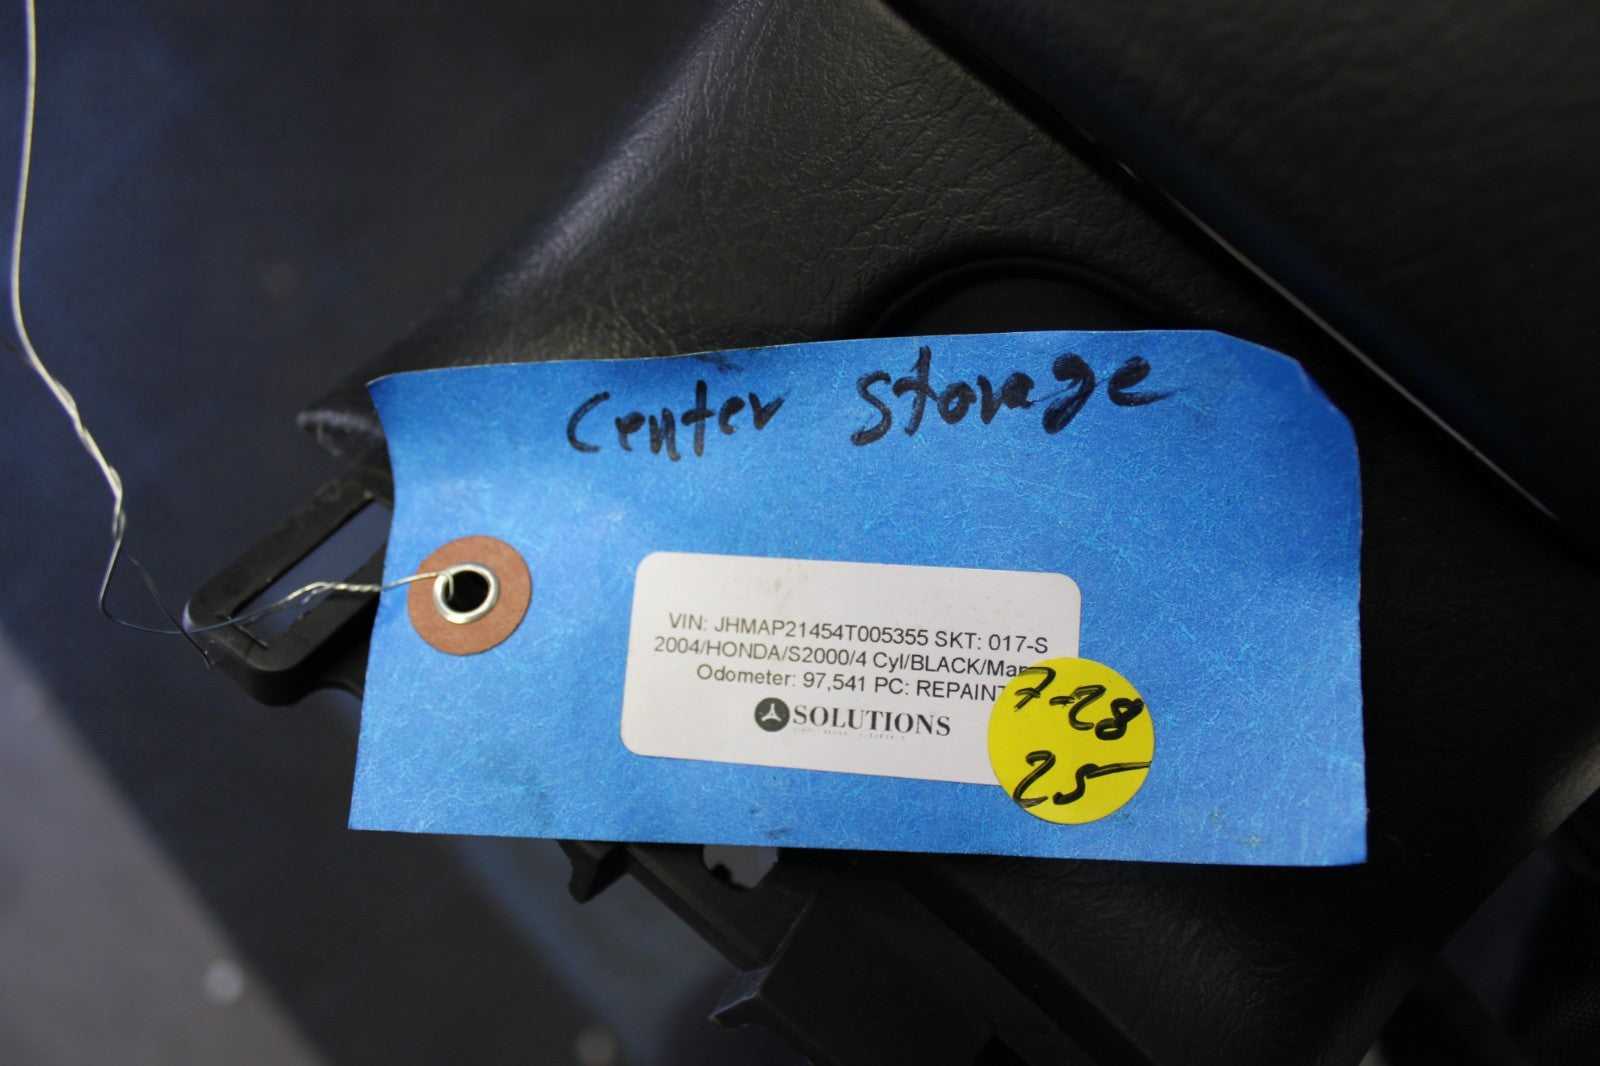 Center Storage
VIN: JHMAP21454T005355 SKT: 017-S
2004/HONDA/S2000/4 Cyl/BLACK/Man
Odometer: 97,541 PC: REPAINT
SOLUTIONS
7-28
25